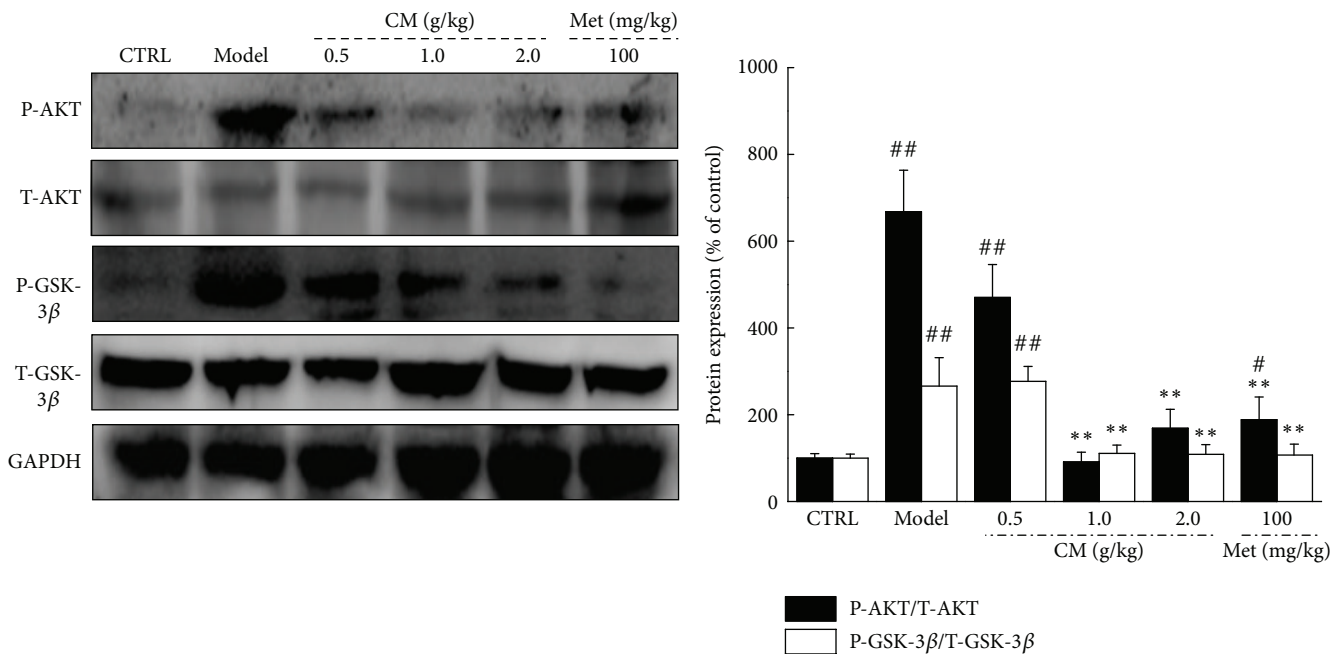 CM (g/kg) Met (mg/kg)
CTRL Model 0.5 1.0 2.0 100
P-AKT
T-AKT
P-GSK-
3β
T-GSK-
3β
GAPDH
Protein expression (% of control)
1000
800
600
400
200
0
##
##
##
##
** **
** **
#
** **
CTRL Model 0.5 1.0 2.0 100
CM (g/kg) Met (mg/kg)
P-AKT/T-AKT
P-GSK-3β/T-GSK-3β